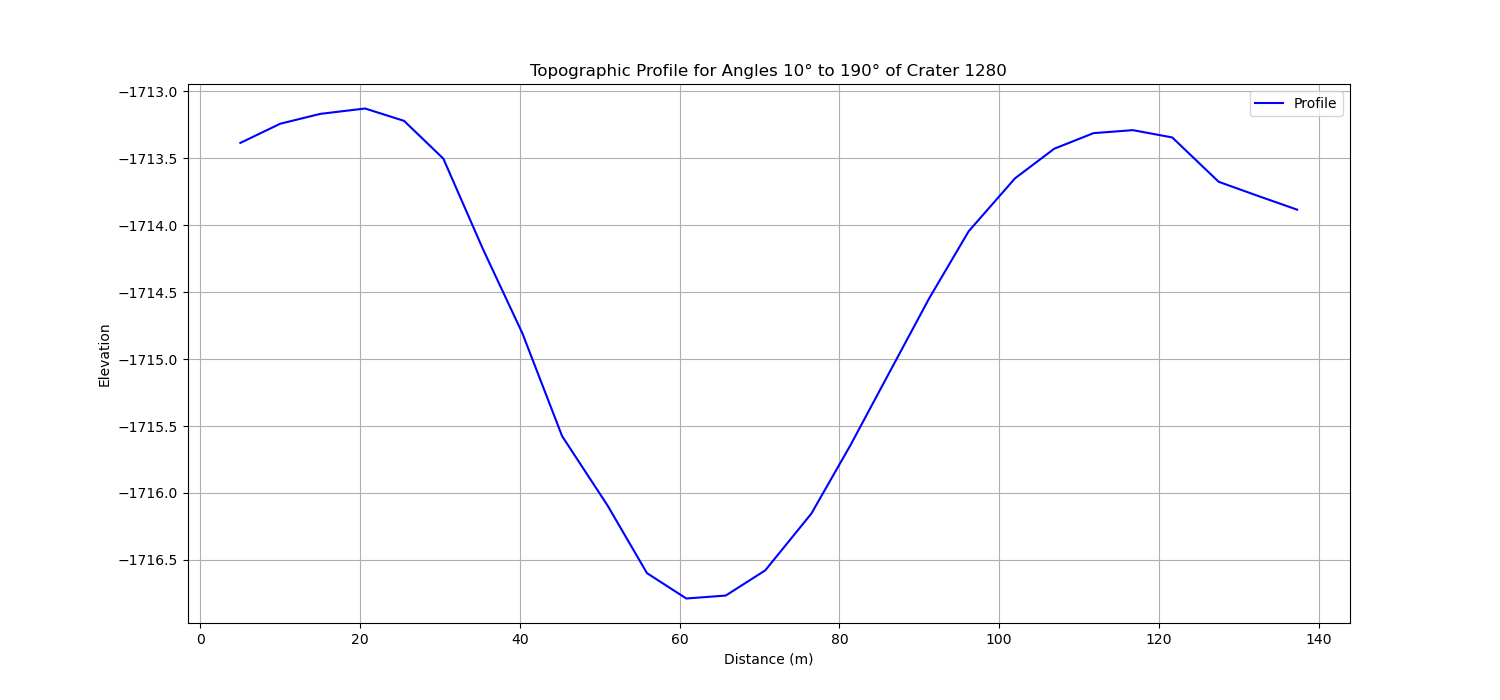 Topographic Profile for Angles 10° to 190° of Crater 1280
Profile
−1713.0
−1713.5
−1714.0
−1714.5
−1715.0
−1715.5
−1716.0
−1716.5
Elevation
0 20 40 60 80 100 120 140
Distance (m)